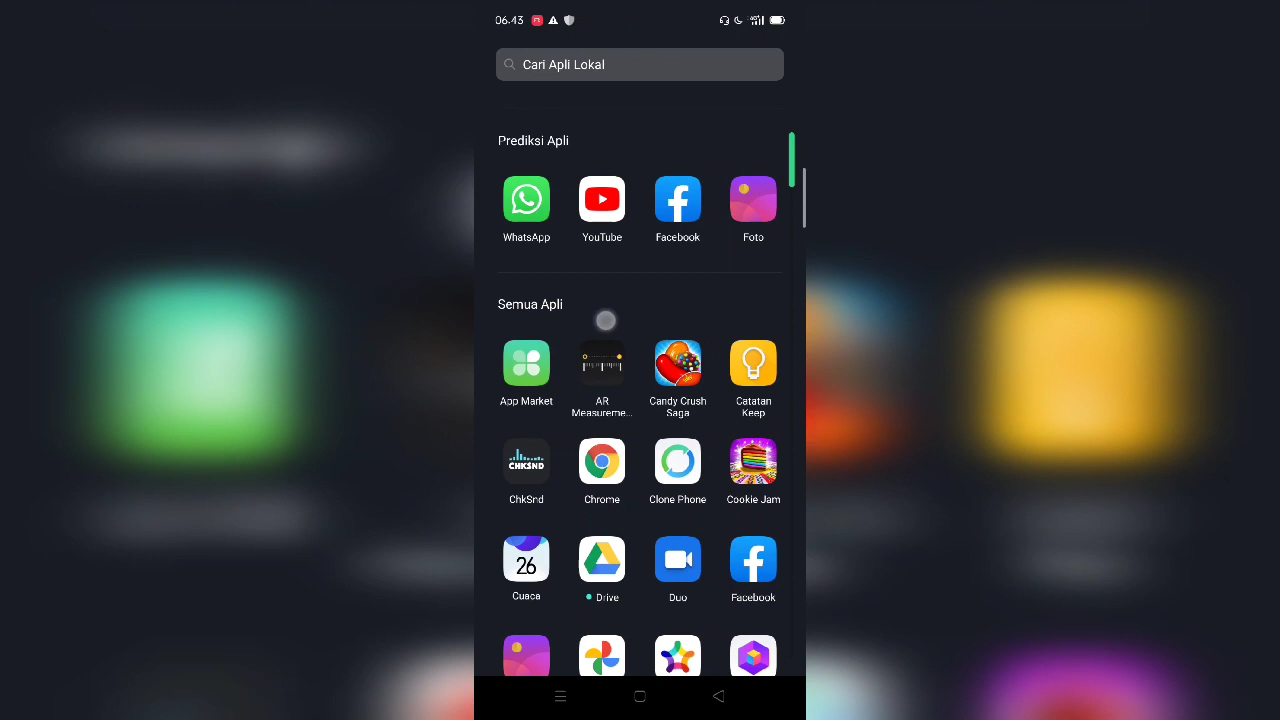 06.43
Cari Apli Lokal
Prediksi Apli
WhatsApp YouTube Facebook Foto
Semua Apli
App Market AR Candy Crush Catatan
Measureme... Saga Keep
CHKSND
ChkSnd Chrome Clone Phone Cookie Jam
26
Cuaca Drive Duo Facebook